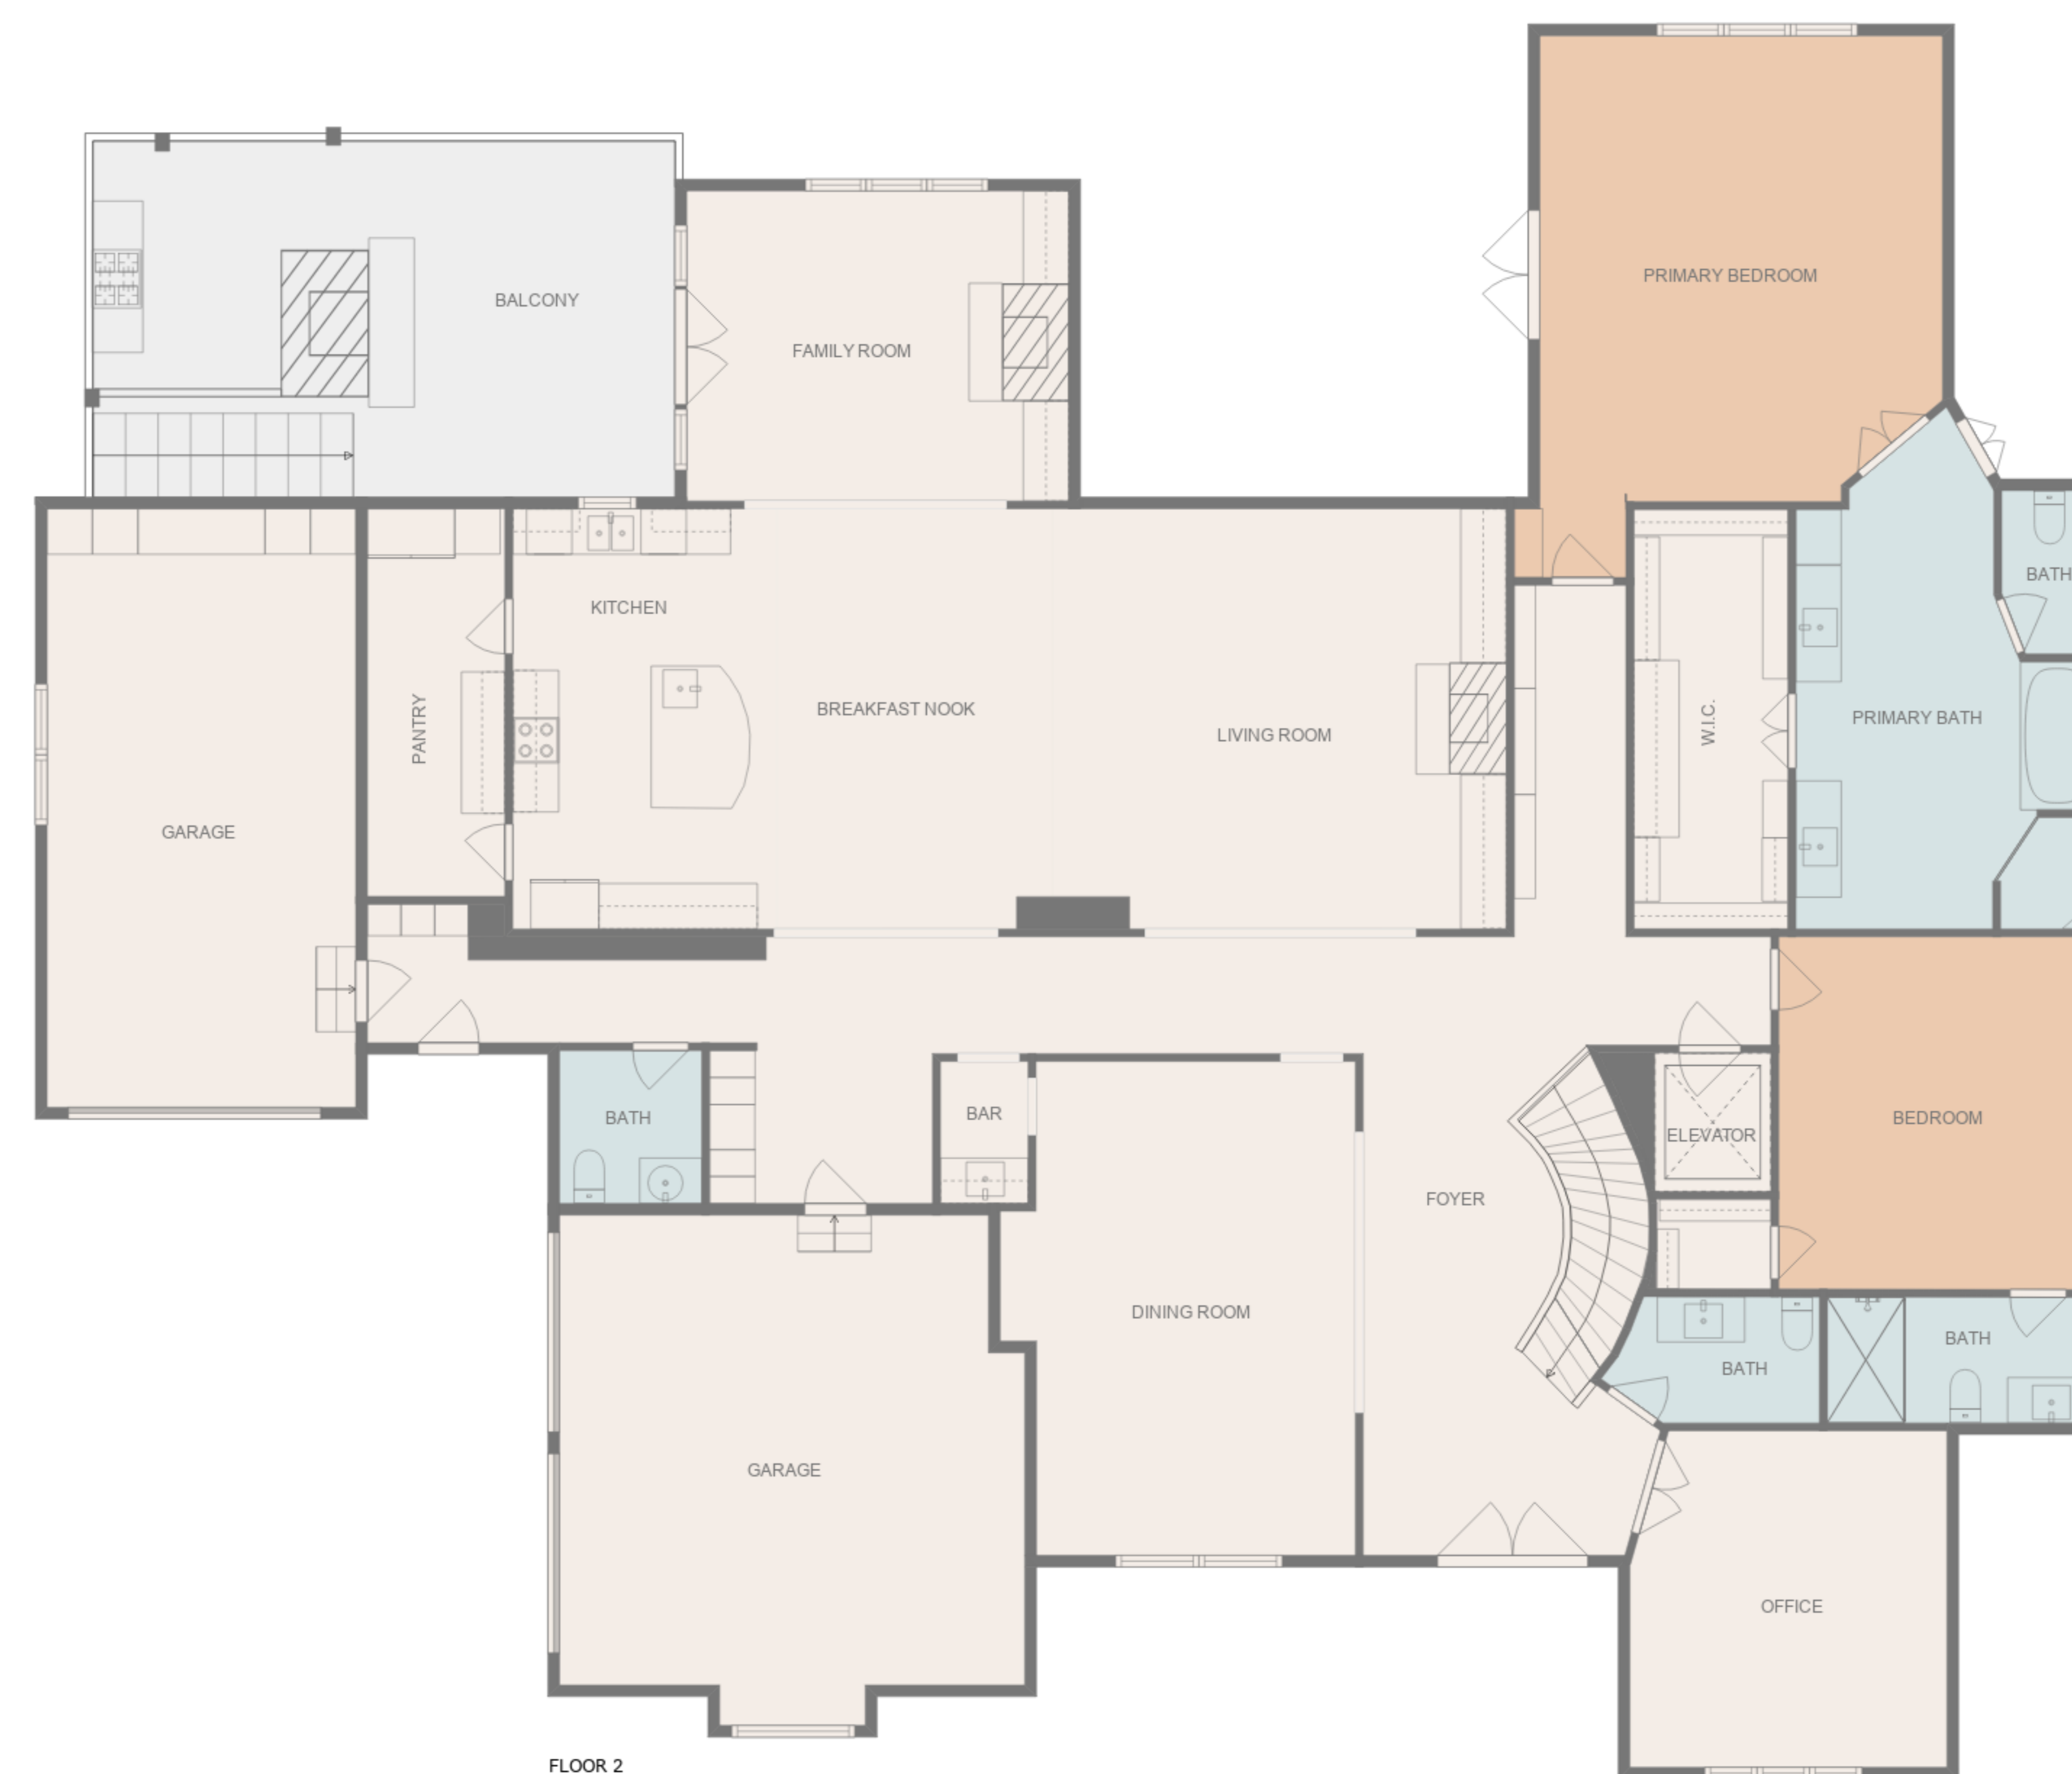 PRIMARY BEDROOM
BALCONY
FAMILY ROOM
BATH
KITCHEN
BREAKFAST NOOK
PANTRY
LIVING ROOM
W.I.C.
PRIMARY BATH
GARAGE
BATH
BAR
BEDROOM
ELEVATOR
FOYER
DINING ROOM
BATH
BATH
GARAGE
OFFICE
FLOOR 2